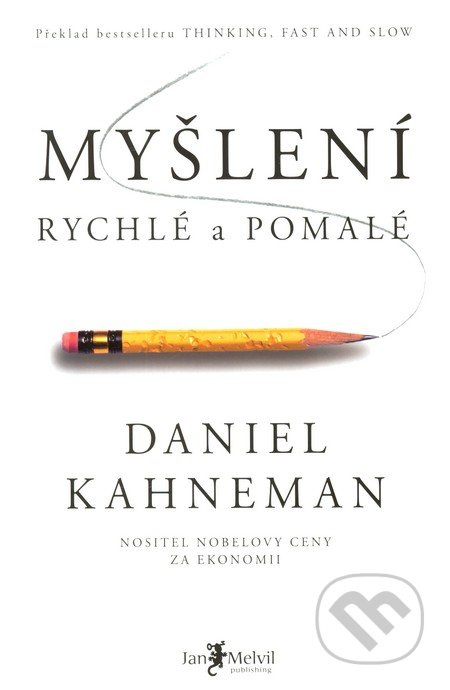 Překlad bestselleru THINKING, FAST AND SLOW
MYŠLENÍ
RYCHLÉ a POMALÉ
DANIEL
KAHNEMAN
NOSITEL NOBELOVY CENY
ZA EKONOMII
Jan Melvil
publishing